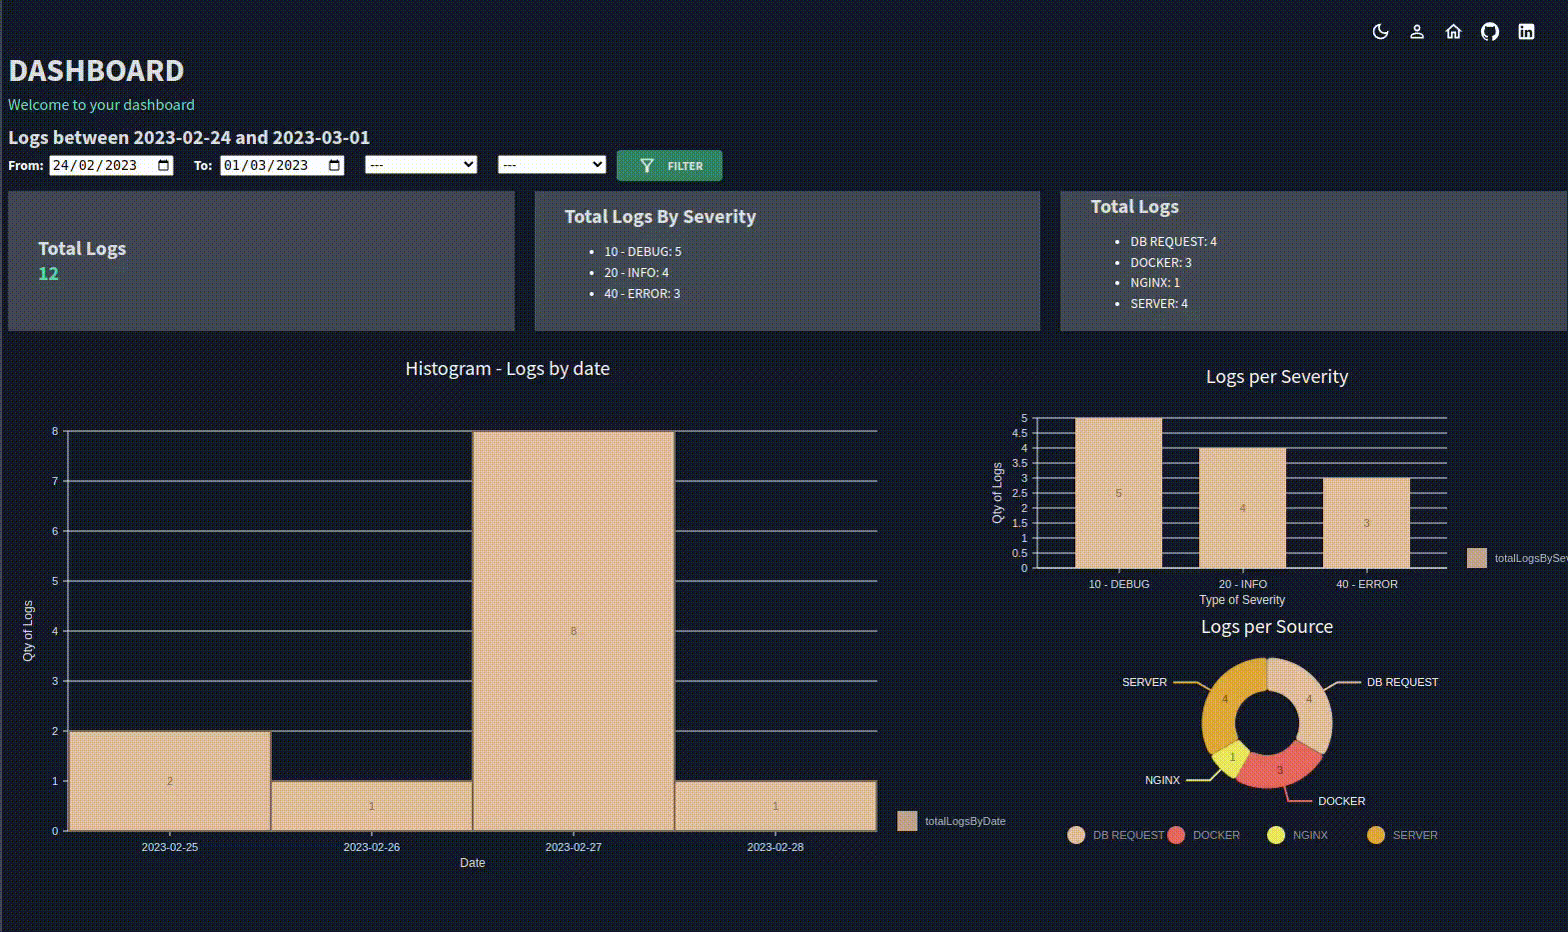 DASHBOARD
Welcome to your dashboard
Logs between 2023-02-24 and 2023-03-01
From: 24/02/2023 To: 01/03/2023 --- --- FILTER
Total Logs
12
Total Logs By Severity
10 - DEBUG: 5
20 - INFO: 4
40 - ERROR: 3
Total Logs
DB REQUEST: 4
DOCKER: 3
NGINX: 1
SERVER: 4
Histogram - Logs by date
8
7
6
5
4
3
2
1
0
Qty of Logs
2
1
8
1
2023-02-25 2023-02-26 2023-02-27 2023-02-28
Date
totalLogsByDate
Logs per Severity
5
4.5
4
3.5
3
2.5
2
1.5
1
0.5
0
Qty of Logs
5
4
3
10 - DEBUG 20 - INFO 40 - ERROR
Type of Severity
totalLogsBySev
Logs per Source
SERVER DB REQUEST
4 4
1
3
NGINX
DOCKER
DB REQUEST DOCKER NGINX SERVER